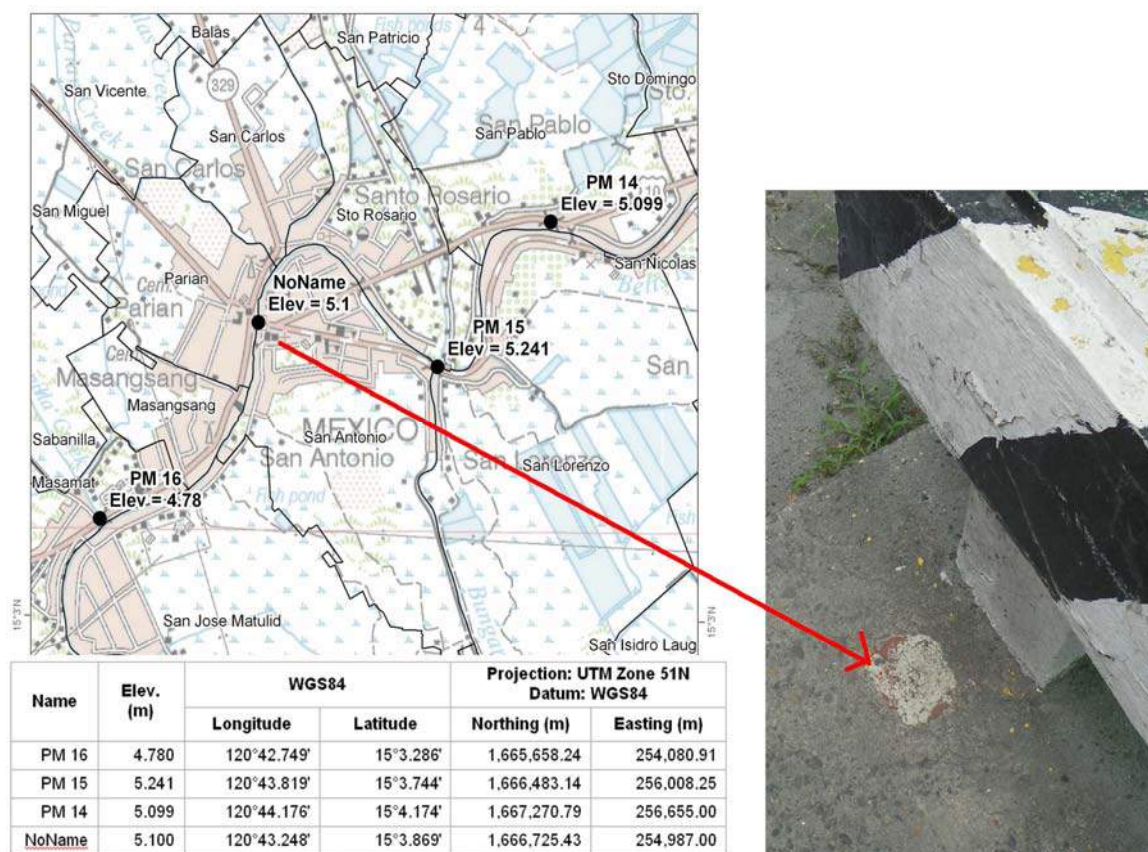 Balas
Fish ponds
4
San Patricio
Sto Domingo
329
San Vicente
Creek
San Carlos
San Pablo
San Pablo
San Carlos
PM 14
Elev = 5.099
Santo Rosario
San Miguel
Sto Rosario
San Nicolas
Parian
Cem.
NoName
Elev = 5.1
Parian
PM 15
Elev = 5.241
San
Cem.
Masangsang
Masangsang
MEXICO
San Antonio
San Antonio
Sabanilla
San Lorenzo
San Lorenzo
Masamat
PM 16
Elev = 4.78
Fish pond
Fish
15°3'N
San Jose Matulid
15°3'N
San Isidro Laug
Name Elev. (m) WGS84 Projection: UTM Zone 51N
Datum: WGS84
Longitude Latitude Northing (m) Easting (m)
PM 16 4.780 120°42.749' 15°3.286' 1,665,658.24 254,080.91
PM 15 5.241 120°43.819' 15°3.744' 1,666,483.14 256,008.25
PM 14 5.099 120°44.176' 15°4.174' 1,667,270.79 256,655.00
NoName 5.100 120°43.248' 15°3.869' 1,666,725.43 254,987.00